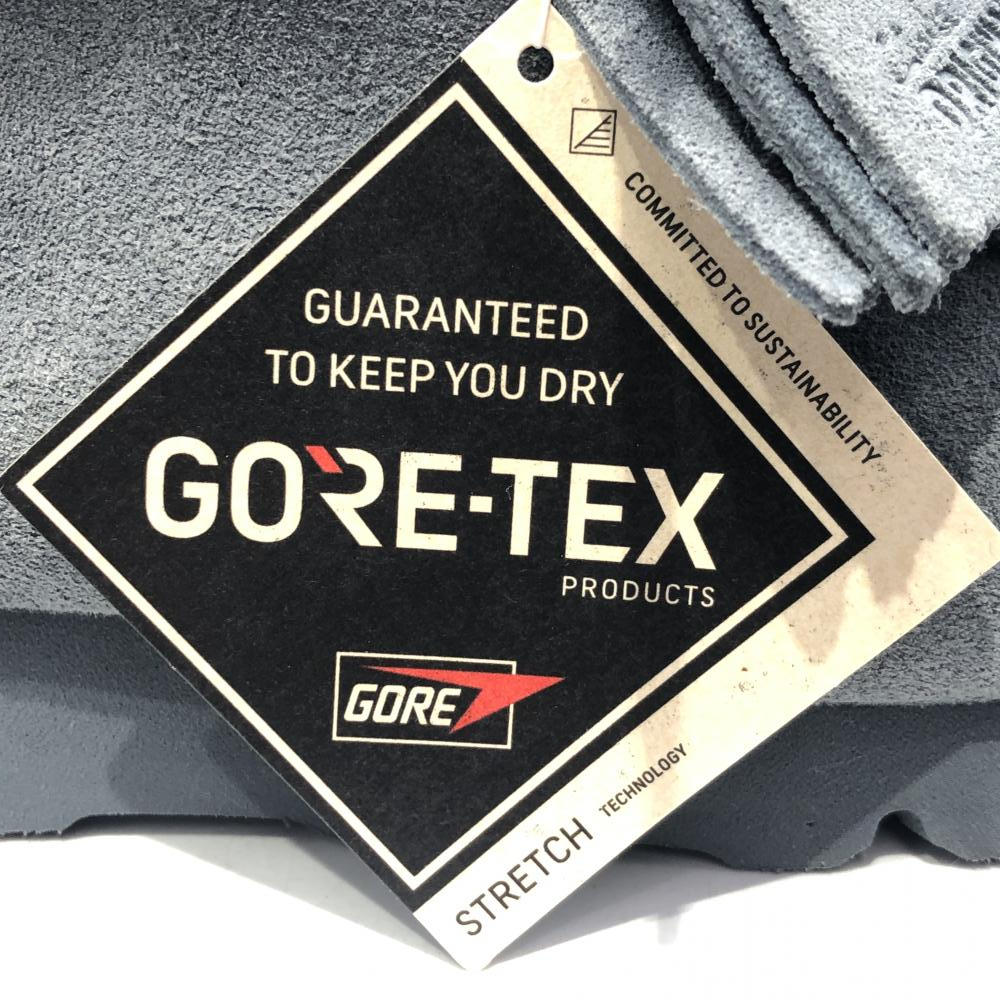 COMMITTED TO SUSTAINABILITY
GUARANTEED
TO KEEP YOU DRY
GORE-TEX
PRODUCTS
GORE
STRETCH TECHNOLOGY